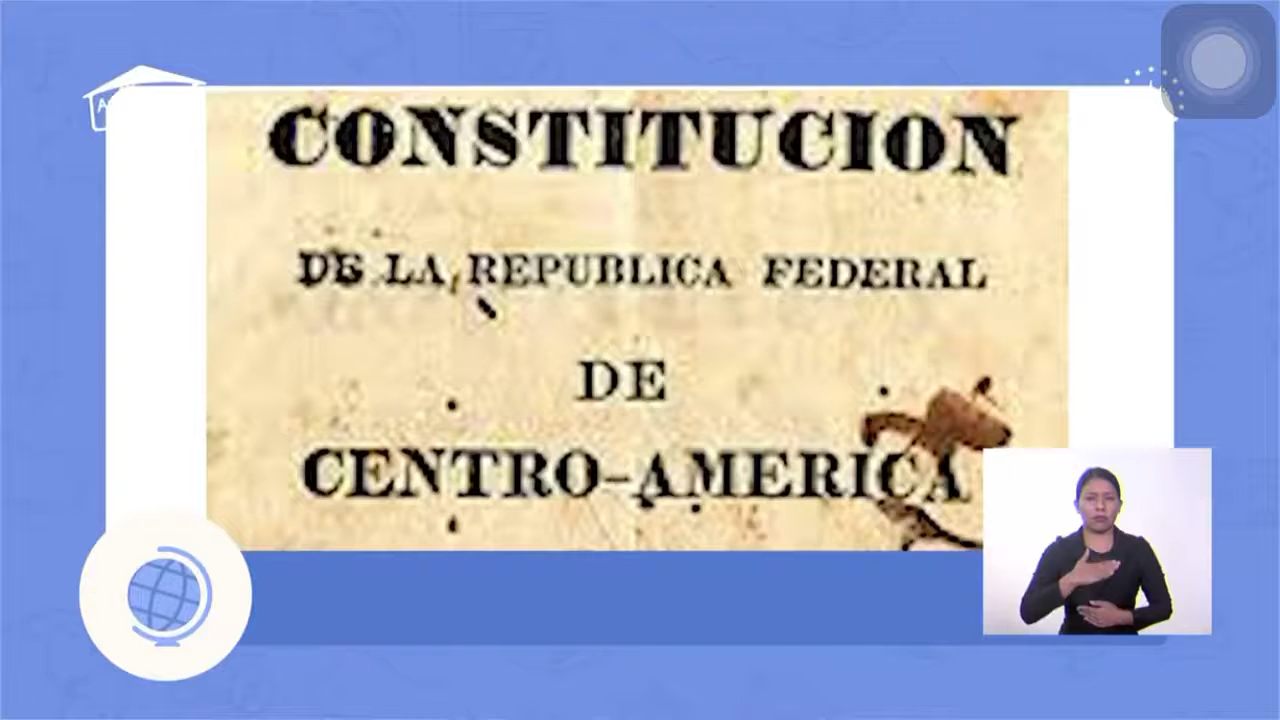 CONSTITUCION
DE LA REPUBLICA FEDERAL
DE
CENTRO-AMERICA